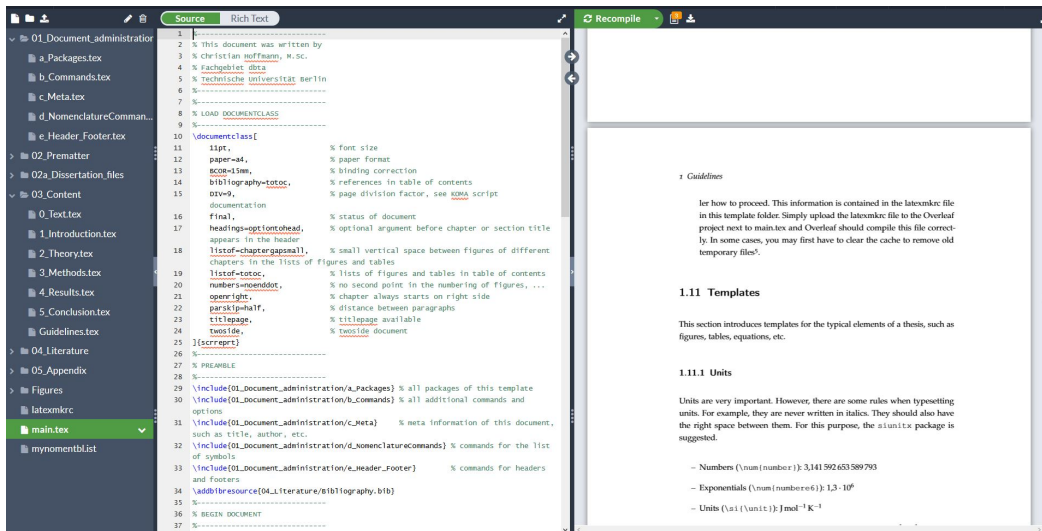 Source Rich Text
Recompile
01_Document_administration
a_Packages.tex
b_Commands.tex
c_Meta.tex
d_NomenclatureComman...
e_Header_Footer.tex
02_Prematter
02a_Dissertation_files
03_Content
0_Text.tex
1_Introduction.tex
2_Theory.tex
3_Methods.tex
4_Results.tex
5_Conclusion.tex
Guidelines.tex
04_Literature
05_Appendix
Figures
latexmkrc
main.tex
mynomentbl.list
1 %------------------------------
2 % This document was written by
3 % Christian Hoffmann, M.Sc.
4 % Fachgebiet dbta
5 % Technische Universität Berlin
6 %------------------------------
7 %------------------------------
8 % LOAD DOCUMENTCLASS
9 %------------------------------
10 \documentclass[
11 11pt, % font size
12 paper=a4, % paper format
13 BCOR=15mm, % binding correction
14 bibliography=totoc, % references in table of contents
15 DIV=9, % page division factor, see KOMA script
documentation
16 final, % status of document
17 headings=optiontohead, % optional argument before chapter or section title
appears in the header
18 listof=chaptergapsmall, % small vertical space between figures of different
chapters in the lists of figures and tables
19 listof=totoc, % lists of figures and tables in table of contents
20 numbers=noenddot, % no second point in the numbering of figures, ...
21 openright, % chapter always starts on right side
22 parskip=half, % distance between paragraphs
23 titlepage, % titlepage available
24 twoside, % twoside document
25 ]{scrreprt}
26 %------------------------------
27 % PREAMBLE
28 %------------------------------
29 \include{01_Document_administration/a_Packages} % all packages of this template
30 \include{01_Document_administration/b_Commands} % all additional commands and
options
31 \include{01_Document_administration/c_Meta} % meta information of this document,
such as title, author, etc.
32 \include{01_Document_administration/d_NomenclatureCommands} % commands for the list
of symbols
33 \include{01_Document_administration/e_Header_Footer} % commands for headers
and footers
34 \addbibresource{04_Literature/Bibliography.bib}
35 %------------------------------
36 % BEGIN DOCUMENT
37 %------------------------------
1 Guidelines
ler how to proceed. This information is contained in the latexmkrc file
in this template folder. Simply upload the latexmkrc file to the Overleaf
project next to main.tex and Overleaf should compile this file correct-
ly. In some cases, you may first have to clear the cache to remove old
temporary files⁵.
1.11 Templates
This section introduces templates for the typical elements of a thesis, such as
figures, tables, equations, etc.
1.11.1 Units
Units are very important. However, there are some rules when typesetting
units. For example, they are never written in italics. They should also have
the right space between them. For this purpose, the siunitx package is
suggested.
– Numbers (\num{number}): 3,141 592 653 589 793
– Exponentials (\num{numbere6}): 1,3 · 10⁶
– Units (\si{\unit}): J mol⁻¹ K⁻¹